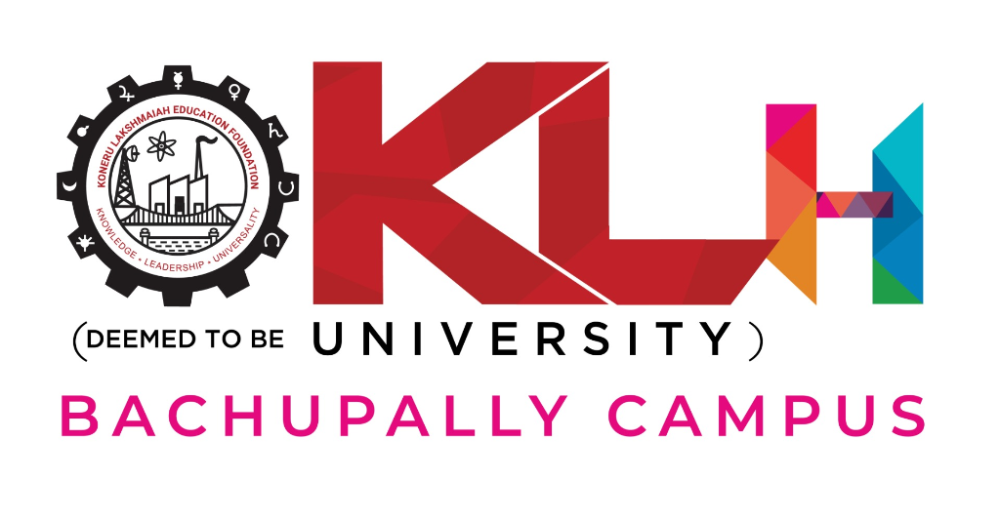 KONERU LAKSHMAIAH EDUCATION FOUNDATION
KNOWLEDGE • LEADERSHIP • UNIVERSALITY
KLH
(DEEMED TO BE UNIVERSITY)
BACHUPALLY CAMPUS